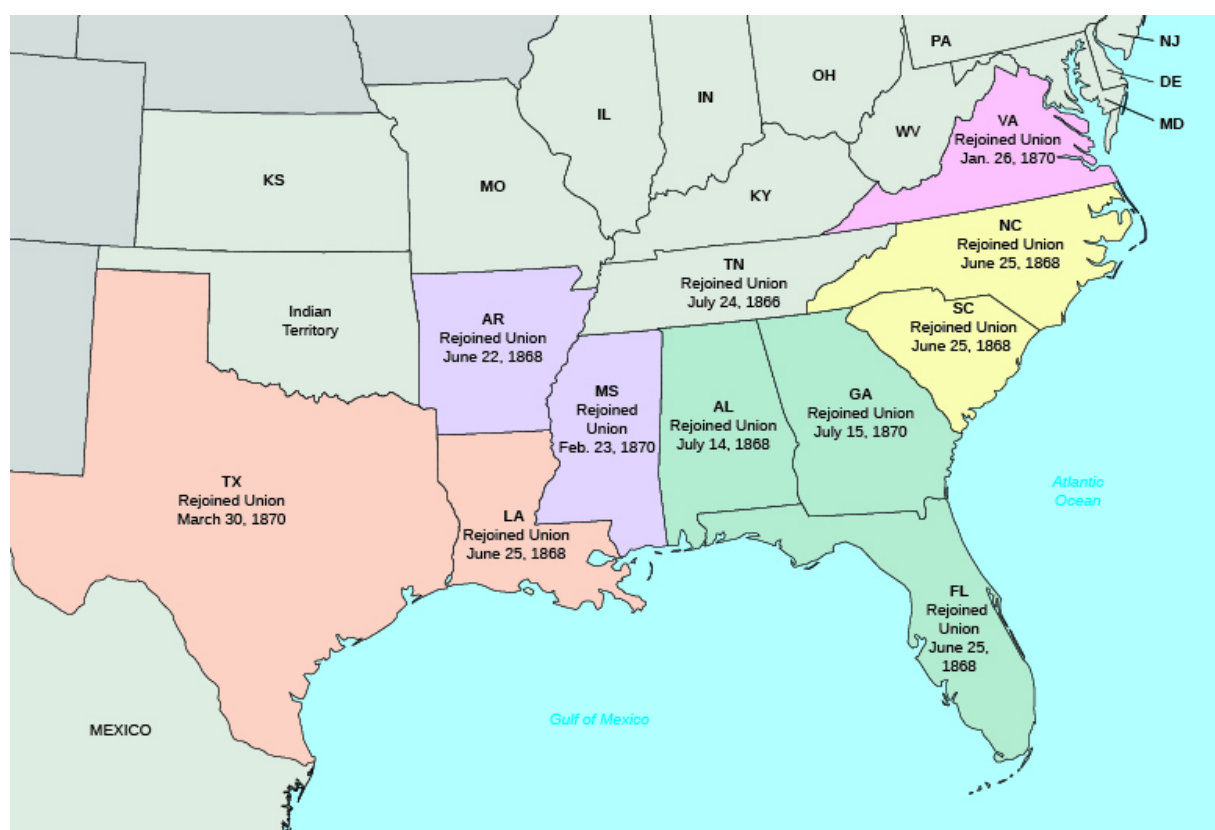 PA
NJ
DE
MD
OH
IN
IL
WV
VA
Rejoined Union
Jan. 26, 1870
KS
MO
KY
NC
Rejoined Union
June 25, 1868
TN
Rejoined Union
July 24, 1866
Indian
Territory
AR
Rejoined Union
June 22, 1868
SC
Rejoined Union
June 25, 1868
MS
Rejoined
Union
Feb. 23, 1870
AL
Rejoined Union
July 14, 1868
GA
Rejoined Union
July 15, 1870
TX
Rejoined Union
March 30, 1870
LA
Rejoined Union
June 25, 1868
Atlantic
Ocean
FL
Rejoined
Union
June 25,
1868
Gulf of Mexico
MEXICO